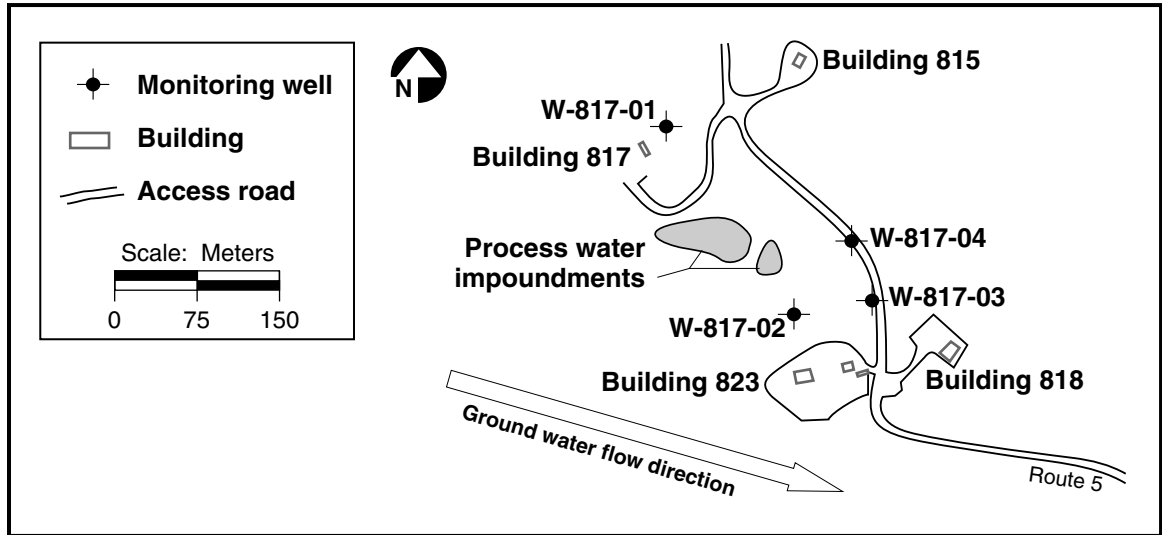 Monitoring well
Building
Access road
Scale: Meters
0 75 150
N
Building 815
W-817-01
Building 817
Process water
impoundments
W-817-04
W-817-03
W-817-02
Building 823
Building 818
Ground water flow direction
Route 5